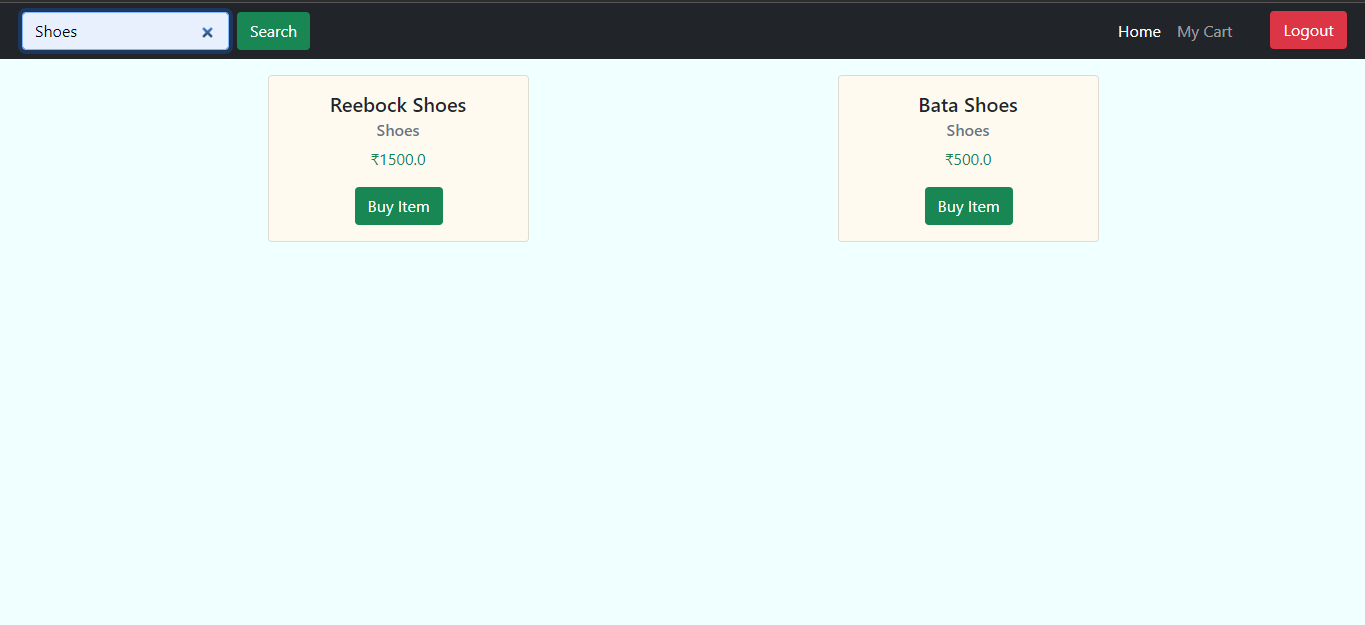 Shoes Search Home My Cart Logout
Reebock Shoes
Shoes
₹1500.0
Buy Item
Bata Shoes
Shoes
₹500.0
Buy Item